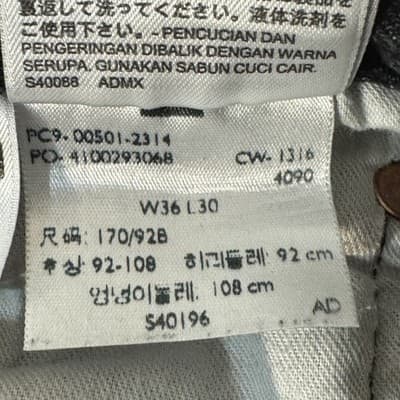 裏返して洗ってください。液体洗剤を
ご使用下さい。- PENCUCIAN DAN
PENGERINGAN DIBALIK DENGAN WARNA
SERUPA. GUNAKAN SABUN CUCI CAIR.
S40088 ADMX
PC9- 00501-2314
PO- 4100293068 CW- 1316
4090
W36 L30
尺码: 170/92B
호칭: 92-108 허리둘레: 92 cm
엉덩이둘레: 108 cm
S40196 AD